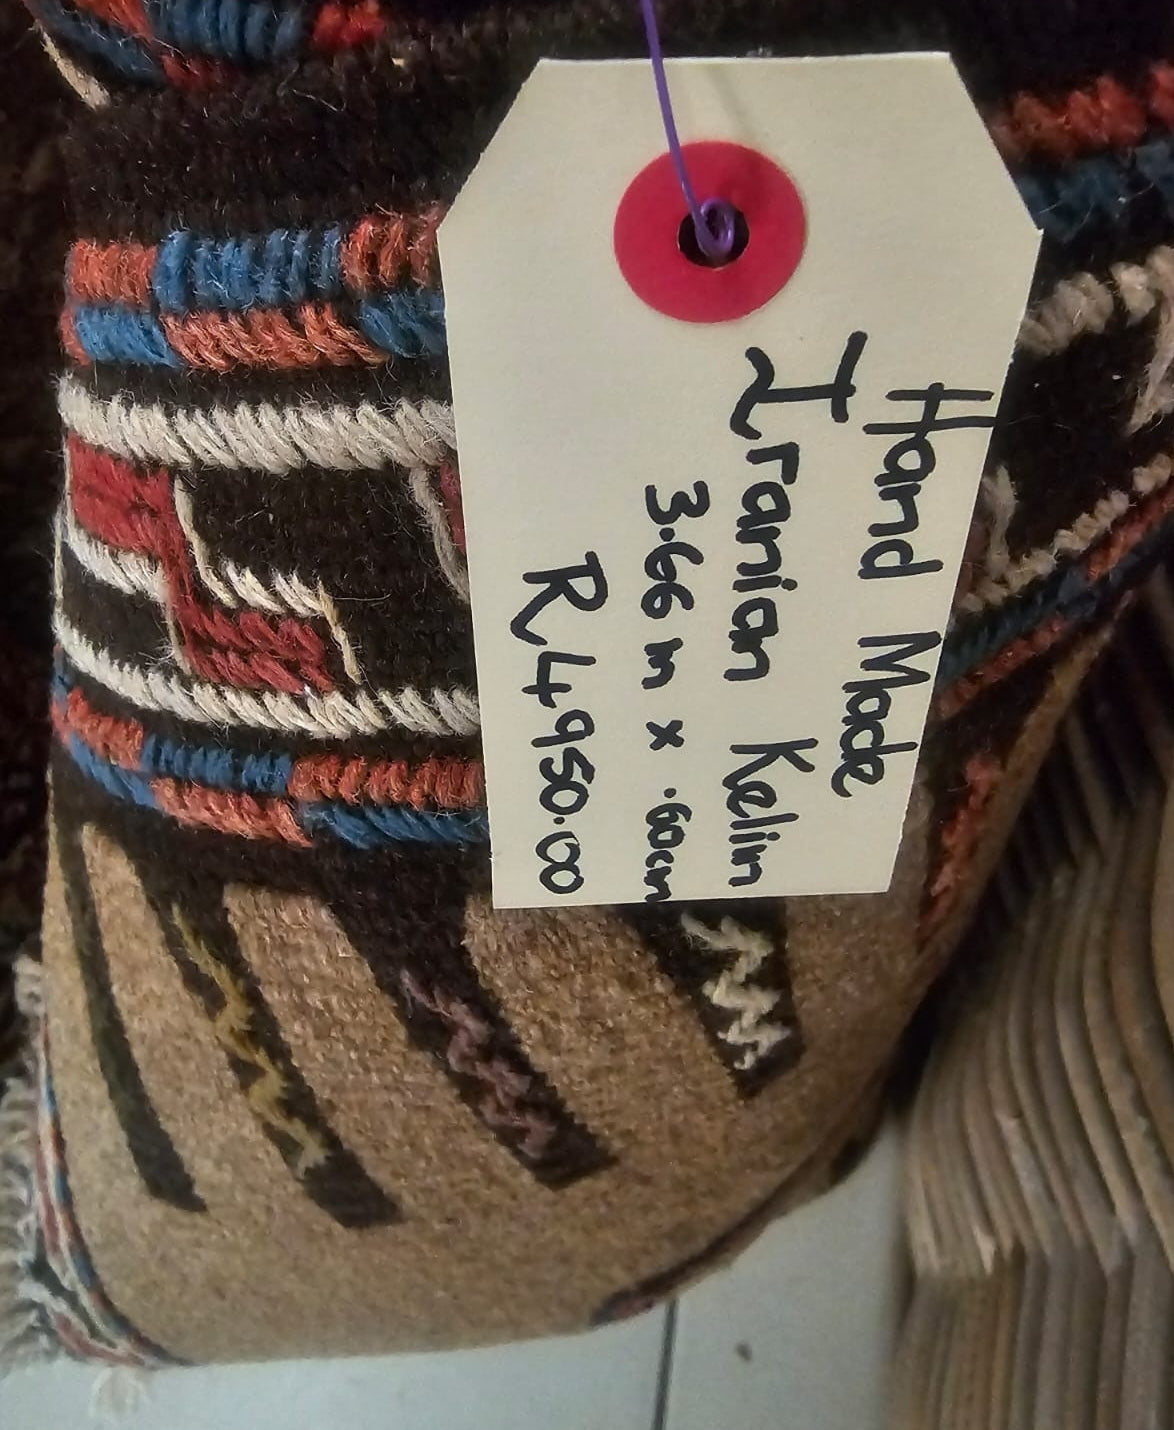 Hand Made
Iranian Kelim
3.66 m x .60cm
R4950.00